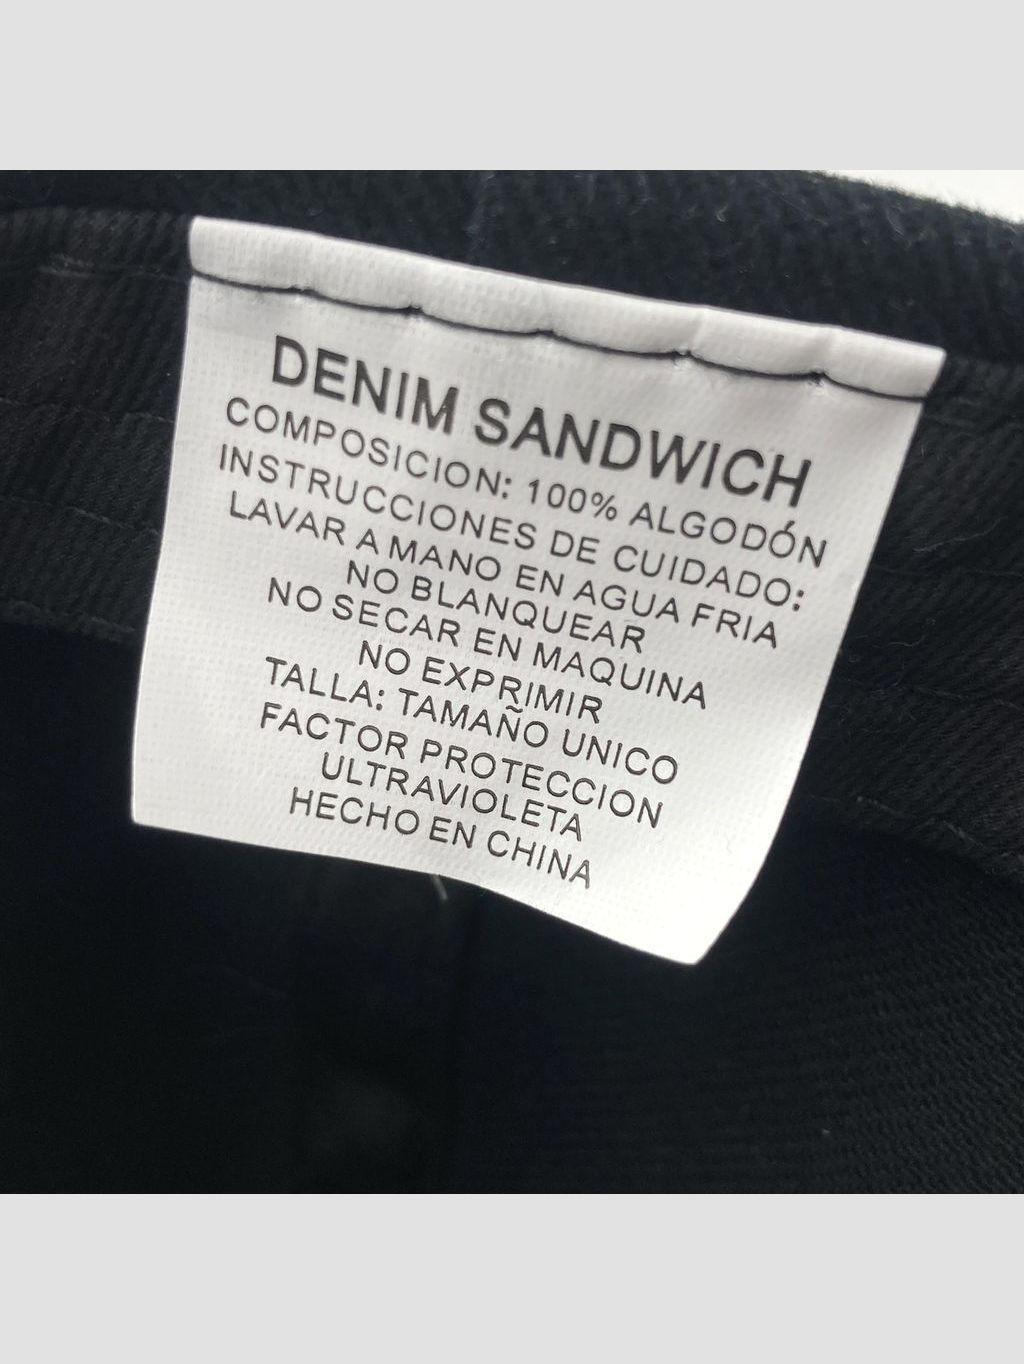 DENIM SANDWICH
COMPOSICION: 100% ALGODÓN
INSTRUCCIONES DE CUIDADO:
LAVAR A MANO EN AGUA FRIA
NO BLANQUEAR
NO SECAR EN MAQUINA
NO EXPRIMIR
TALLA: TAMAÑO UNICO
FACTOR PROTECCION
ULTRAVIOLETA
HECHO EN CHINA